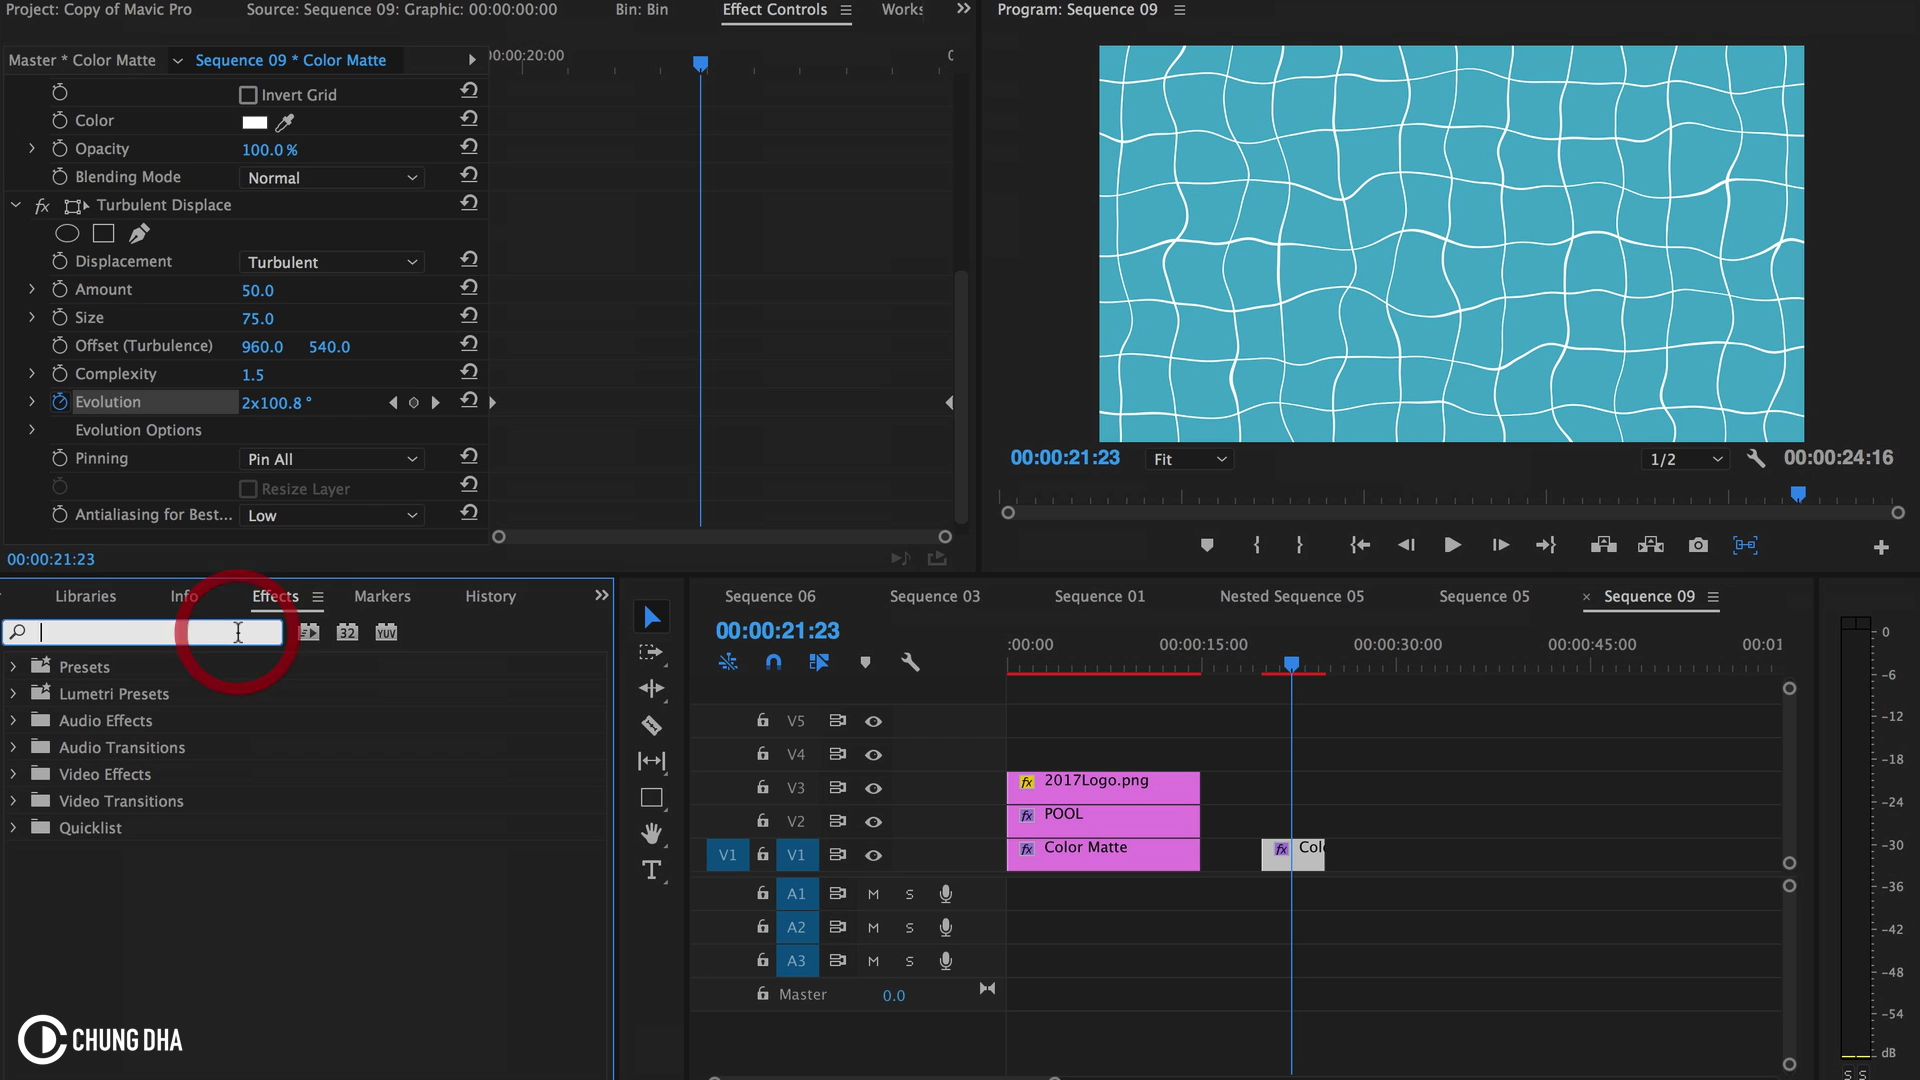 Project: Copy of Mavic Pro
Source: Sequence 09: Graphic: 00:00:00:00
Bin: Bin
Effect Controls
Works
Program: Sequence 09
Master * Color Matte
Sequence 09 * Color Matte
00:00:20:00
Invert Grid
Color
Opacity
100.0 %
Blending Mode
Normal
fx
Turbulent Displace
Displacement
Turbulent
Amount
50.0
Size
75.0
Offset (Turbulence)
960.0
540.0
Complexity
1.5
Evolution
2x100.8 °
Evolution Options
Pinning
Pin All
Resize Layer
Antialiasing for Best...
Low
00:00:21:23
00:00:21:23
Fit
1/2
00:00:24:16
Libraries
Info
Effects
Markers
History
32
YUV
Presets
Lumetri Presets
Audio Effects
Audio Transitions
Video Effects
Video Transitions
Quicklist
Sequence 06
Sequence 03
Sequence 01
Nested Sequence 05
Sequence 05
× Sequence 09
00:00:21:23
:00:00
00:00:15:00
00:00:30:00
00:00:45:00
00:01
V5
V4
V3
fx 2017Logo.png
V2
fx POOL
V1
V1
fx Color Matte
fx Col
A1 M S
A2 M S
A3 M S
Master
0.0
T
0
-6
-12
-18
-24
-30
-36
-42
-48
-54
dB
S S
CHUNG DHA